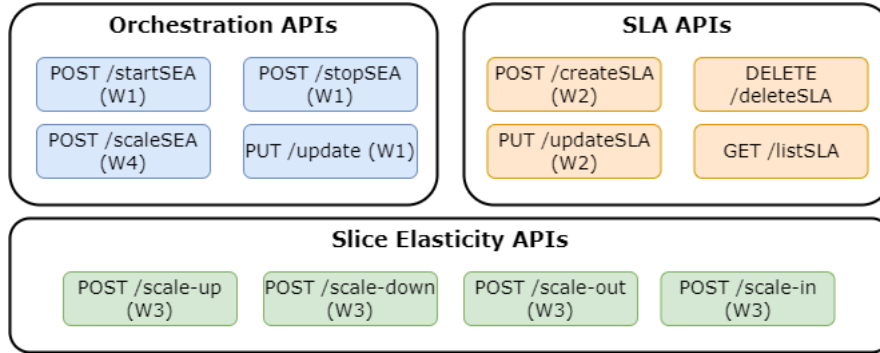 Orchestration APIs
POST /startSEA
(W1)
POST /stopSEA
(W1)
POST /scaleSEA
(W4)
PUT /update (W1)
SLA APIs
POST /createSLA
(W2)
DELETE
/deleteSLA
PUT /updateSLA
(W2)
GET /listSLA
Slice Elasticity APIs
POST /scale-up
(W3)
POST /scale-down
(W3)
POST /scale-out
(W3)
POST /scale-in
(W3)